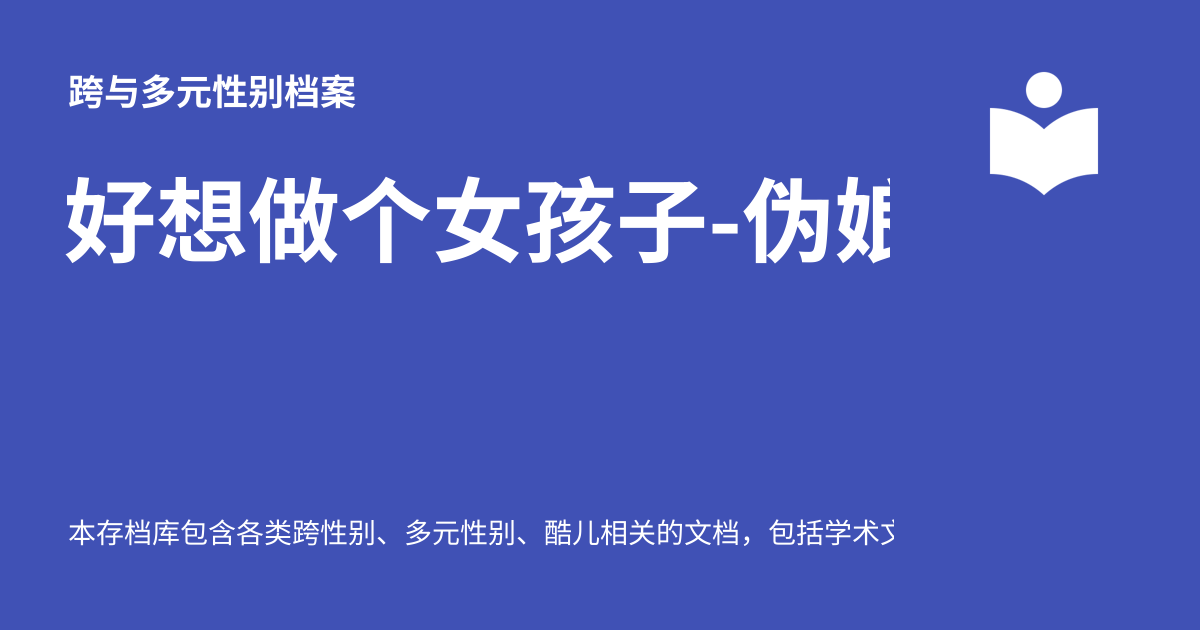 跨与多元性别档案
好想做个女孩子-伪娘
本存档库包含各类跨性别、多元性别、酷儿相关的文档，包括学术文